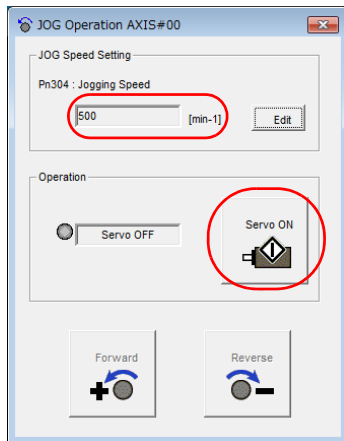 JOG Operation AXIS#00
JOG Speed Setting
Pn304 : Jogging Speed
500 [min-1] Edit
Operation
Servo OFF
Servo ON
Forward Reverse